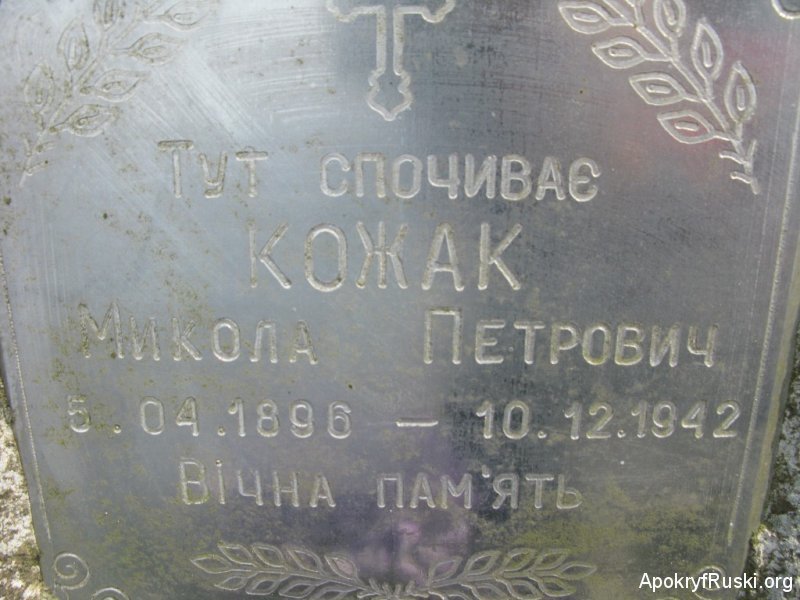 Тут спочиває
КОЖАК
Микола Петрович
5.04.1896 — 10.12.1942
Вічна пам'ять
ApokryfRuski.org